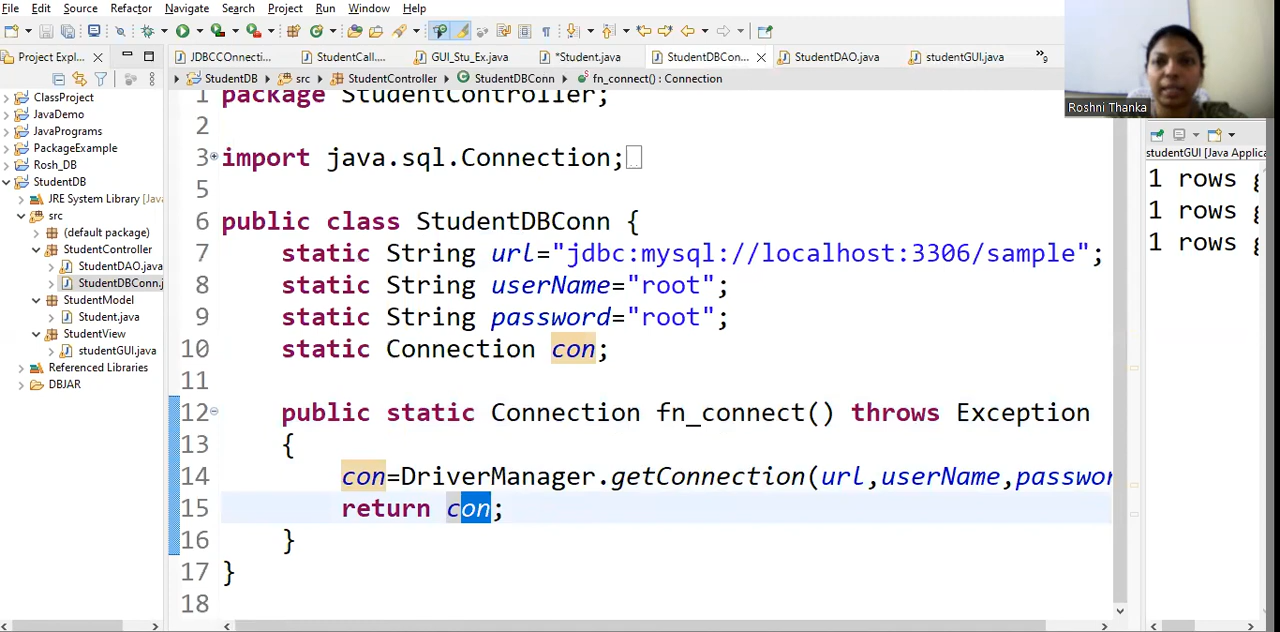 File Edit Source Refactor Navigate Search Project Run Window Help
Project Expl...
JDBCCOnnecti...
StudentCall....
GUI_Stu_Ex.java
*Student.java
StudentDBCon...
StudentDAO.java
studentGUI.java
»9
StudentDB
src
StudentController
StudentDBConn
fn_connect() : Connection
ClassProject
JavaDemo
JavaPrograms
PackageExample
Rosh_DB
StudentDB
JRE System Library [Java
src
(default package)
StudentController
StudentDAO.java
StudentDBConn.j
StudentModel
Student.java
StudentView
studentGUI.java
Referenced Libraries
DBJAR
1 package StudentController;
2
3 import java.sql.Connection;
5
6 public class StudentDBConn {
7 static String url="jdbc:mysql://localhost:3306/sample";
8 static String userName="root";
9 static String password="root";
10 static Connection con;
11
12 public static Connection fn_connect() throws Exception
13 {
14 con=DriverManager.getConnection(url,userName,passwor
15 return con;
16 }
17 }
18
Roshni Thanka
studentGUI [Java Applica
1 rows g
1 rows g
1 rows g